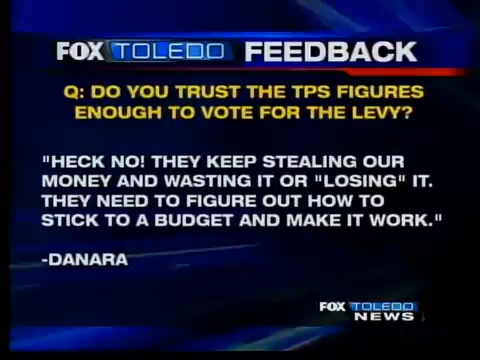 FOX TOLEDO FEEDBACK
Q: DO YOU TRUST THE TPS FIGURES
ENOUGH TO VOTE FOR THE LEVY?
"HECK NO! THEY KEEP STEALING OUR
MONEY AND WASTING IT OR "LOSING" IT.
THEY NEED TO FIGURE OUT HOW TO
STICK TO A BUDGET AND MAKE IT WORK."
-DANARA
FOX TOLEDO
NEWS